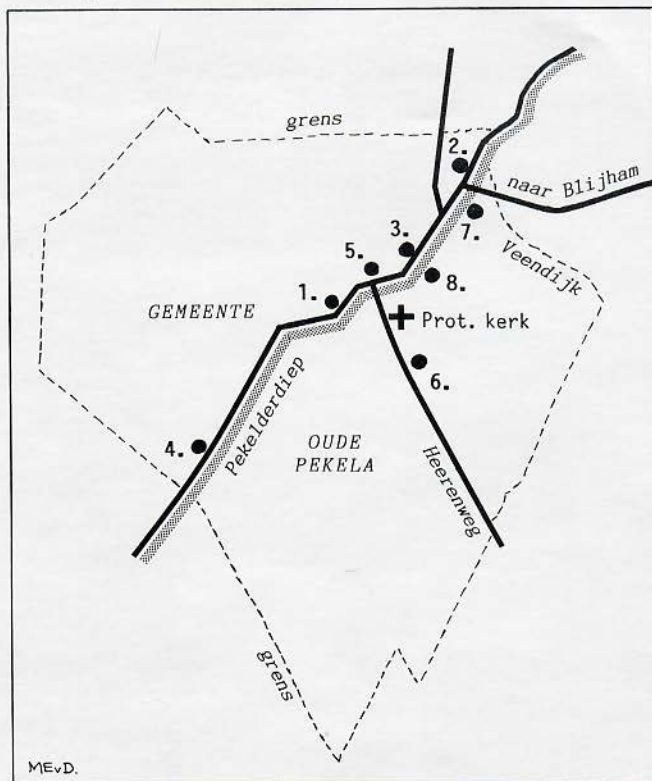 grens
2.
naar Blijham
7.
3.
Veendijk
5.
8.
1.
GEMEENTE
Prot. kerk
6.
Pekelderdiep
4.
OUDE
PEKELA
Heerenweg
grens
MEvD.